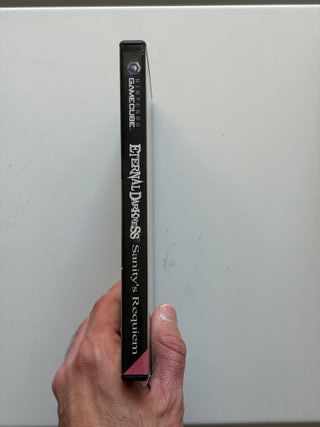 NINTENDO
GAMECUBE
ETERNAL DARKNESS
Sanity's Requiem